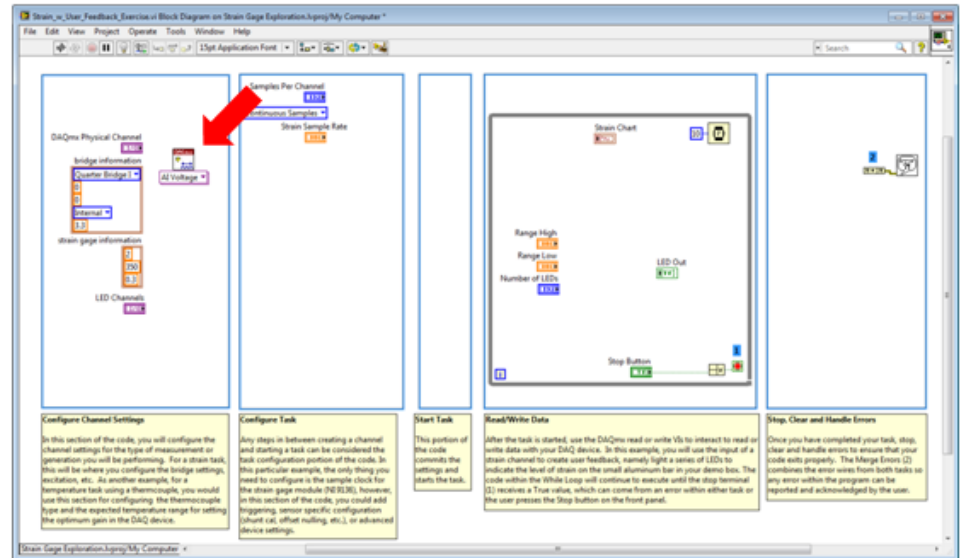 Strain_w_User_Feedback_Exercise.vi Block Diagram on Strain Gage Exploration.lvproj/My Computer *
File Edit View Project Operate Tools Window Help
15pt Application Font
Search
Samples Per Channel
Continuous Samples
Strain Sample Rate
DAQmx Physical Channel
bridge information
Quarter Bridge I
0
0
Internal
3.3
strain gage information
2
350
0.3
LED Channels
AI Voltage
Strain Chart
10
Range High
Range Low
Number of LEDs
LED Out
Stop Button
i
1
2
Configure Channel Settings
In this section of the code, you will configure the
channel settings for the type of measurement or
generation you will be performing. For a strain task,
this will be where you configure the bridge settings,
excitation, etc. As another example, for a
temperature task using a thermocouple, you would
use this section for configuring the thermocouple
type and the expected temperature range for setting
the optimum gain in the DAQ device.
Configure Task
Any steps in between creating a channel
and starting a task can be considered the
task configuration portion of the code. In
this particular example, the only thing you
need to configure is the sample clock for
the strain gage module (NI 9236), however,
in this section of the code, you could add
triggering, sensor specific configuration
(shunt cal, offset nulling, etc.), or advanced
device settings.
Start Task
This portion of
the code
commits the
settings and
starts the task.
Read/Write Data
After the task is started, use the DAQmx read or write VIs to interact to read or
write data with your DAQ device. In this example, you will use the input of a
strain channel to create user feedback, namely light a series of LEDs to
indicate the level of strain on the small aluminum bar in your demo box. The
code within the While Loop will continue to execute until the stop terminal
(1) receives a True value, which can come from an error within either task or
the user presses the Stop button on the front panel.
Stop, Clear and Handle Errors
Once you have completed your task, stop,
clear and handle errors to ensure that your
code exits properly. The Merge Errors (2)
combines the error wires from both tasks so
any error within the program can be
reported and acknowledged by the user.
Strain Gage Exploration.lvproj/My Computer